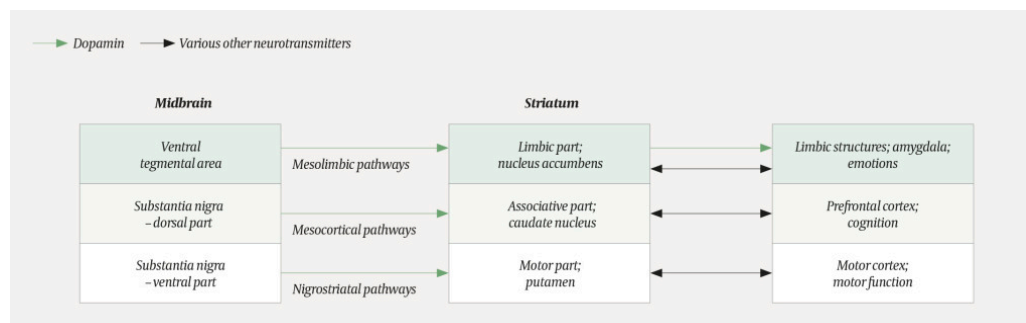 Dopamin
Various other neurotransmitters
Midbrain
Striatum
Ventral
tegmental area
Mesolimbic pathways
Limbic part;
nucleus accumbens
Limbic structures; amygdala;
emotions
Substantia nigra
– dorsal part
Mesocortical pathways
Associative part;
caudate nucleus
Prefrontal cortex;
cognition
Substantia nigra
– ventral part
Nigrostriatal pathways
Motor part;
putamen
Motor cortex;
motor function